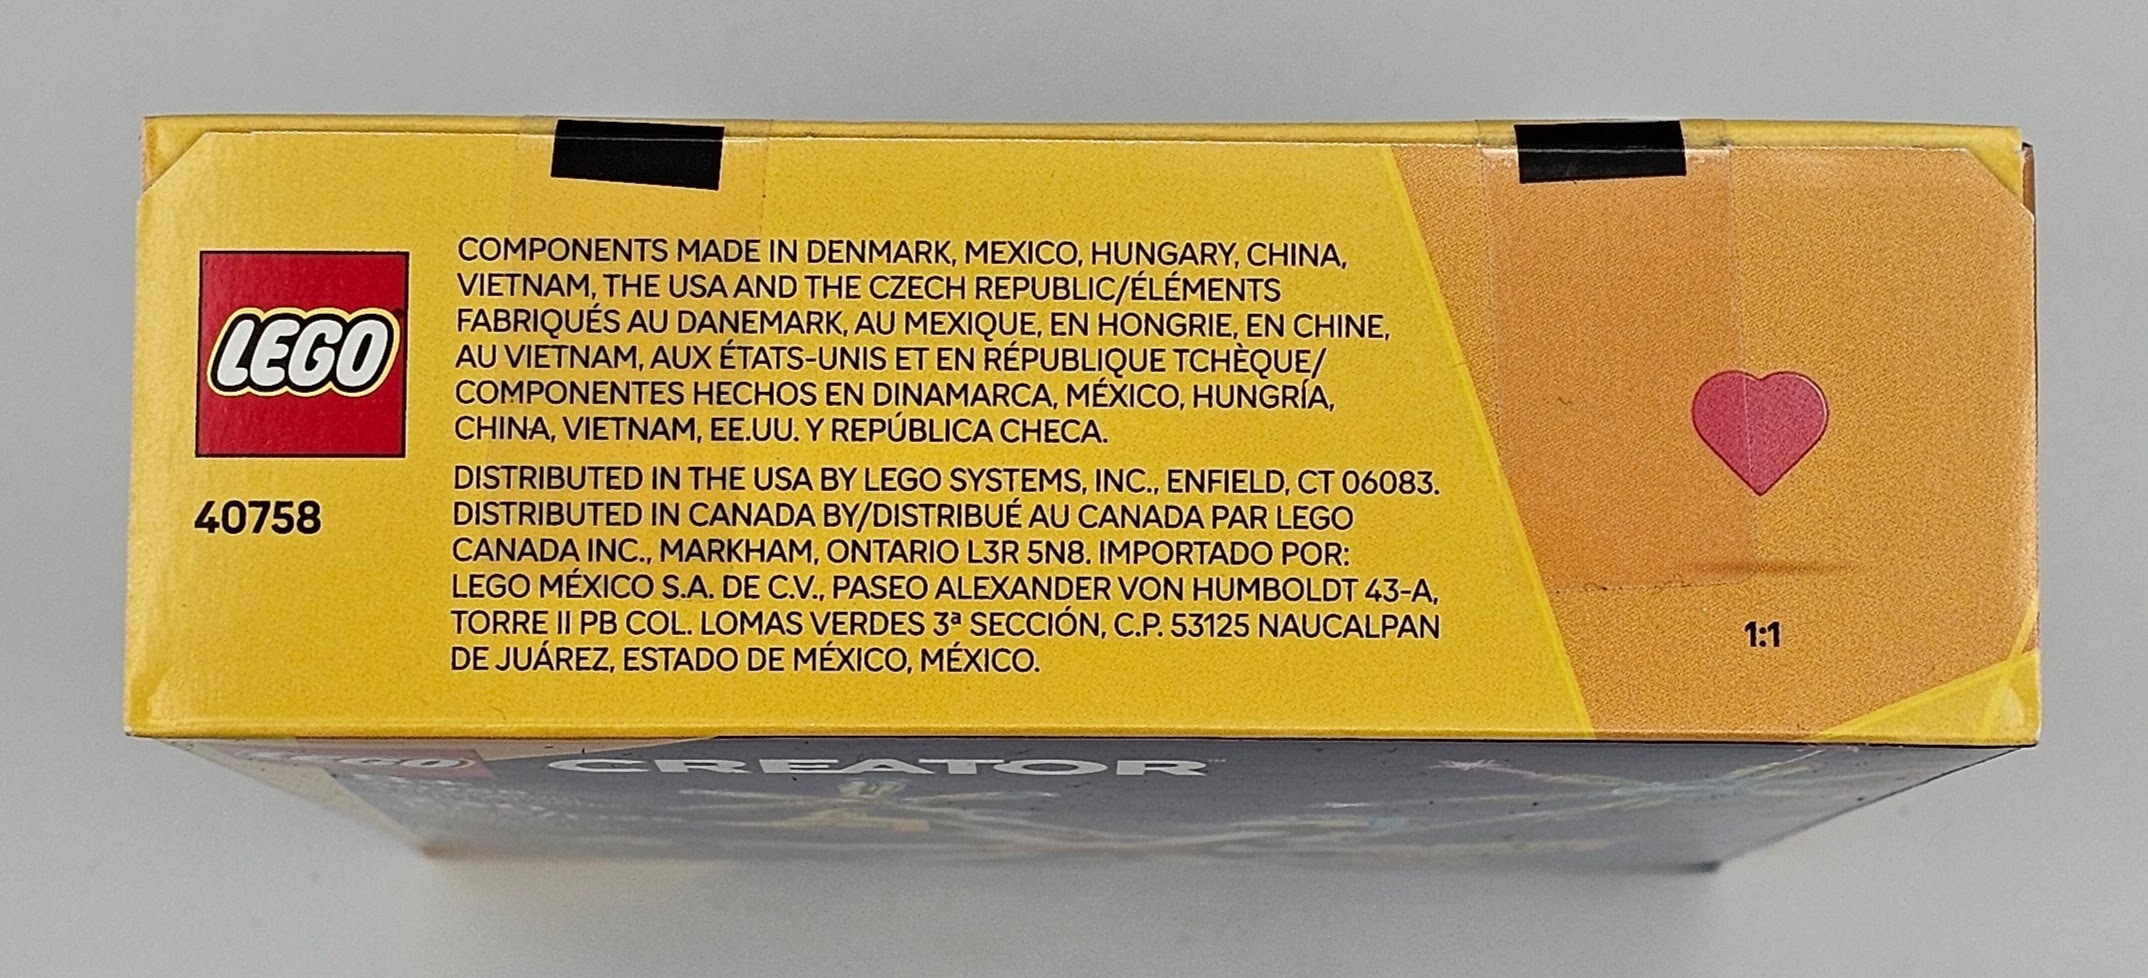 LEGO
40758
COMPONENTS MADE IN DENMARK, MEXICO, HUNGARY, CHINA,
VIETNAM, THE USA AND THE CZECH REPUBLIC/ÉLÉMENTS
FABRIQUÉS AU DANEMARK, AU MEXIQUE, EN HONGRIE, EN CHINE,
AU VIETNAM, AUX ÉTATS-UNIS ET EN RÉPUBLIQUE TCHÈQUE/
COMPONENTES HECHOS EN DINAMARCA, MÉXICO, HUNGRÍA,
CHINA, VIETNAM, EE.UU. Y REPÚBLICA CHECA.
DISTRIBUTED IN THE USA BY LEGO SYSTEMS, INC., ENFIELD, CT 06083.
DISTRIBUTED IN CANADA BY/DISTRIBUÉ AU CANADA PAR LEGO
CANADA INC., MARKHAM, ONTARIO L3R 5N8. IMPORTADO POR:
LEGO MÉXICO S.A. DE C.V., PASEO ALEXANDER VON HUMBOLDT 43-A,
TORRE II PB COL. LOMAS VERDES 3ª SECCIÓN, C.P. 53125 NAUCALPAN
DE JUÁREZ, ESTADO DE MÉXICO, MÉXICO.
1:1
LEGO CREATOR™